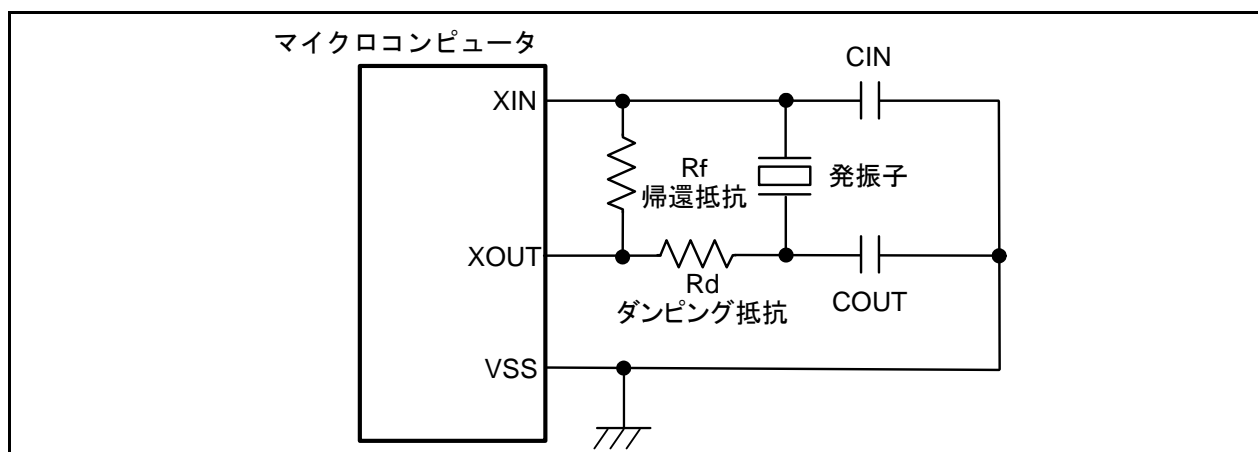 マイクロコンピュータ
CIN
XIN
Rf
帰還抵抗
発振子
XOUT
Rd
ダンピング抵抗
COUT
VSS